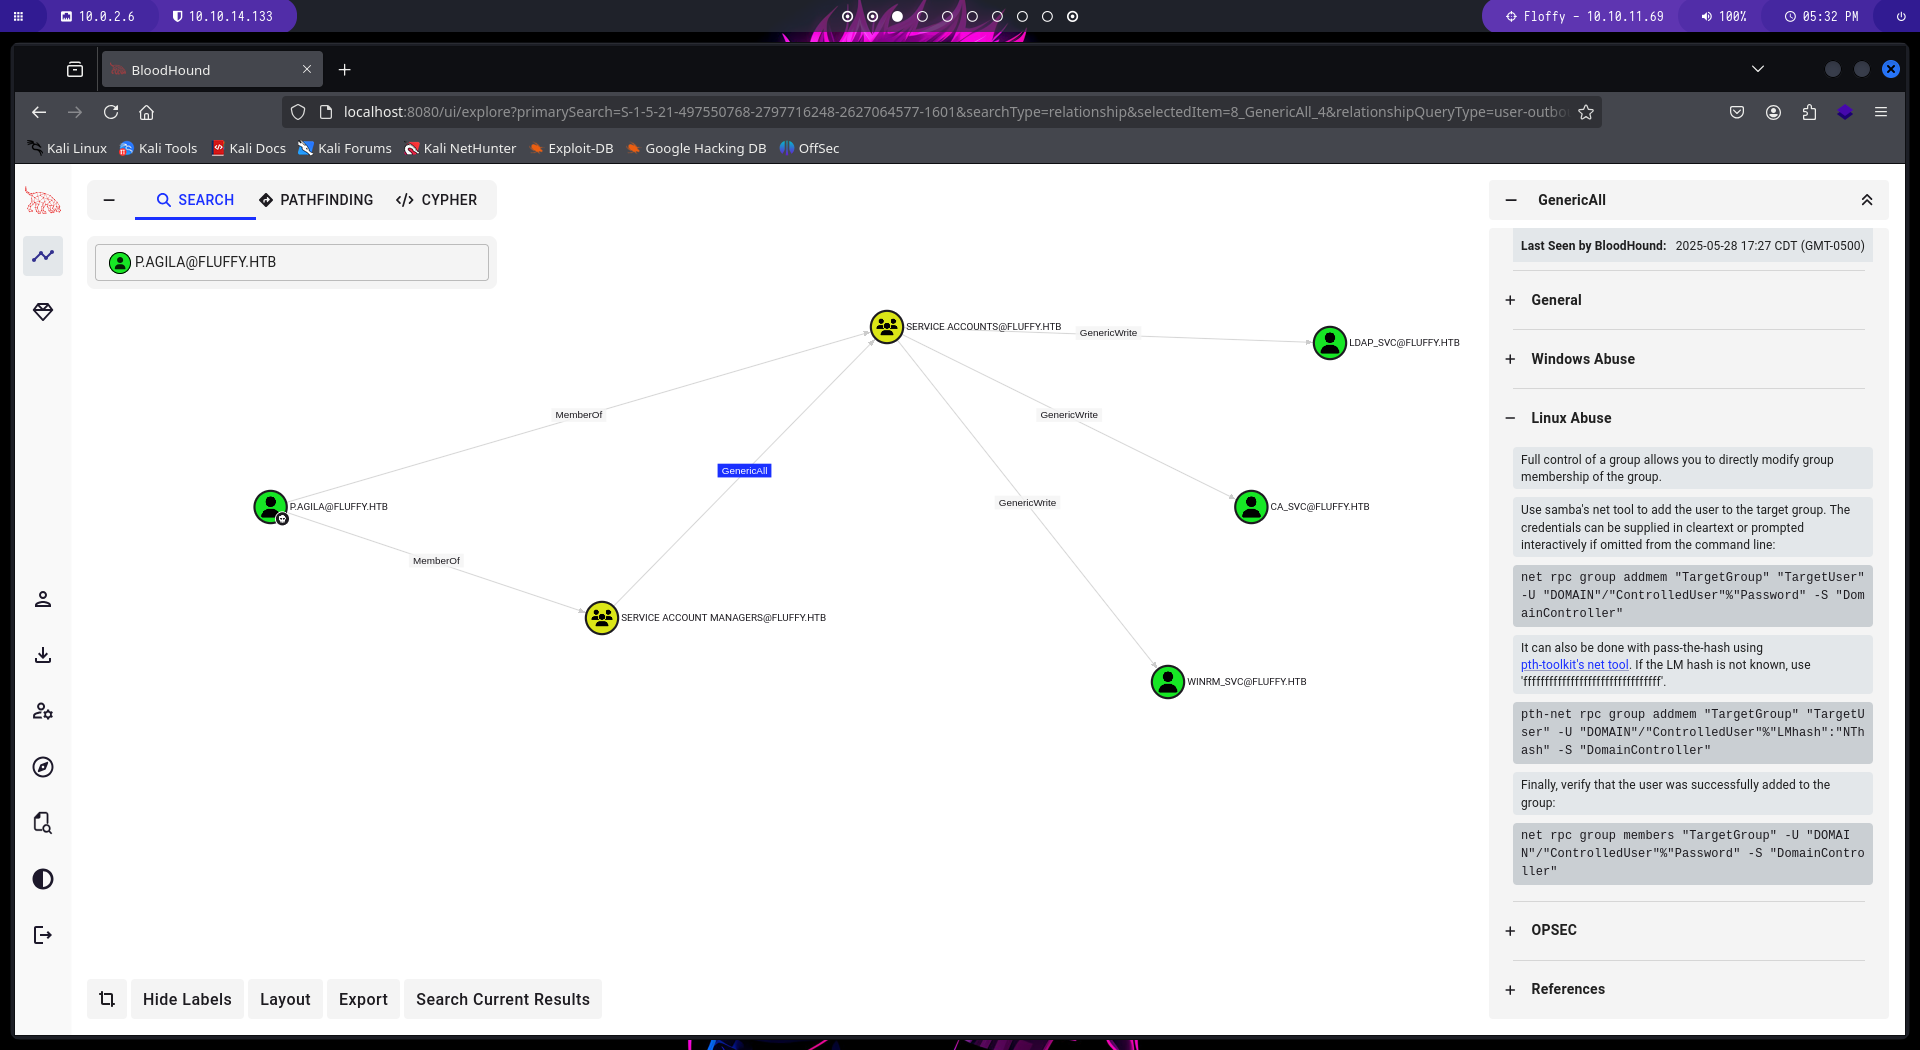 10.0.2.6
10.10.14.133
Floffy - 10.10.11.69
100%
05:32 PM
BloodHound
localhost:8080/ui/explore?primarySearch=S-1-5-21-497550768-2797716248-2627064577-1601&searchType=relationship&selectedItem=8_GenericAll_4&relationshipQueryType=user-outbo
Kali Linux
Kali Tools
Kali Docs
Kali Forums
Kali NetHunter
Exploit-DB
Google Hacking DB
OffSec
SEARCH
PATHFINDING
CYPHER
P.AGILA@FLUFFY.HTB
SERVICE ACCOUNTS@FLUFFY.HTB
GenericWrite
LDAP_SVC@FLUFFY.HTB
MemberOf
GenericWrite
GenericAll
GenericWrite
P.AGILA@FLUFFY.HTB
CA_SVC@FLUFFY.HTB
MemberOf
SERVICE ACCOUNT MANAGERS@FLUFFY.HTB
WINRM_SVC@FLUFFY.HTB
Hide Labels
Layout
Export
Search Current Results
GenericAll
Last Seen by BloodHound: 2025-05-28 17:27 CDT (GMT-0500)
General
Windows Abuse
Linux Abuse
Full control of a group allows you to directly modify group
membership of the group.
Use samba's net tool to add the user to the target group. The
credentials can be supplied in cleartext or prompted
interactively if omitted from the command line:
net rpc group addmem "TargetGroup" "TargetUser"
-U "DOMAIN"/"ControlledUser"%"Password" -S "Dom
ainController"
It can also be done with pass-the-hash using
pth-toolkit's net tool. If the LM hash is not known, use
'ffffffffffffffffffffffffffffffff'.
pth-net rpc group addmem "TargetGroup" "TargetU
ser" -U "DOMAIN"/"ControlledUser"%"LMhash":"NTh
ash" -S "DomainController"
Finally, verify that the user was successfully added to the
group:
net rpc group members "TargetGroup" -U "DOMAI
N"/"ControlledUser"%"Password" -S "DomainContro
ller"
OPSEC
References